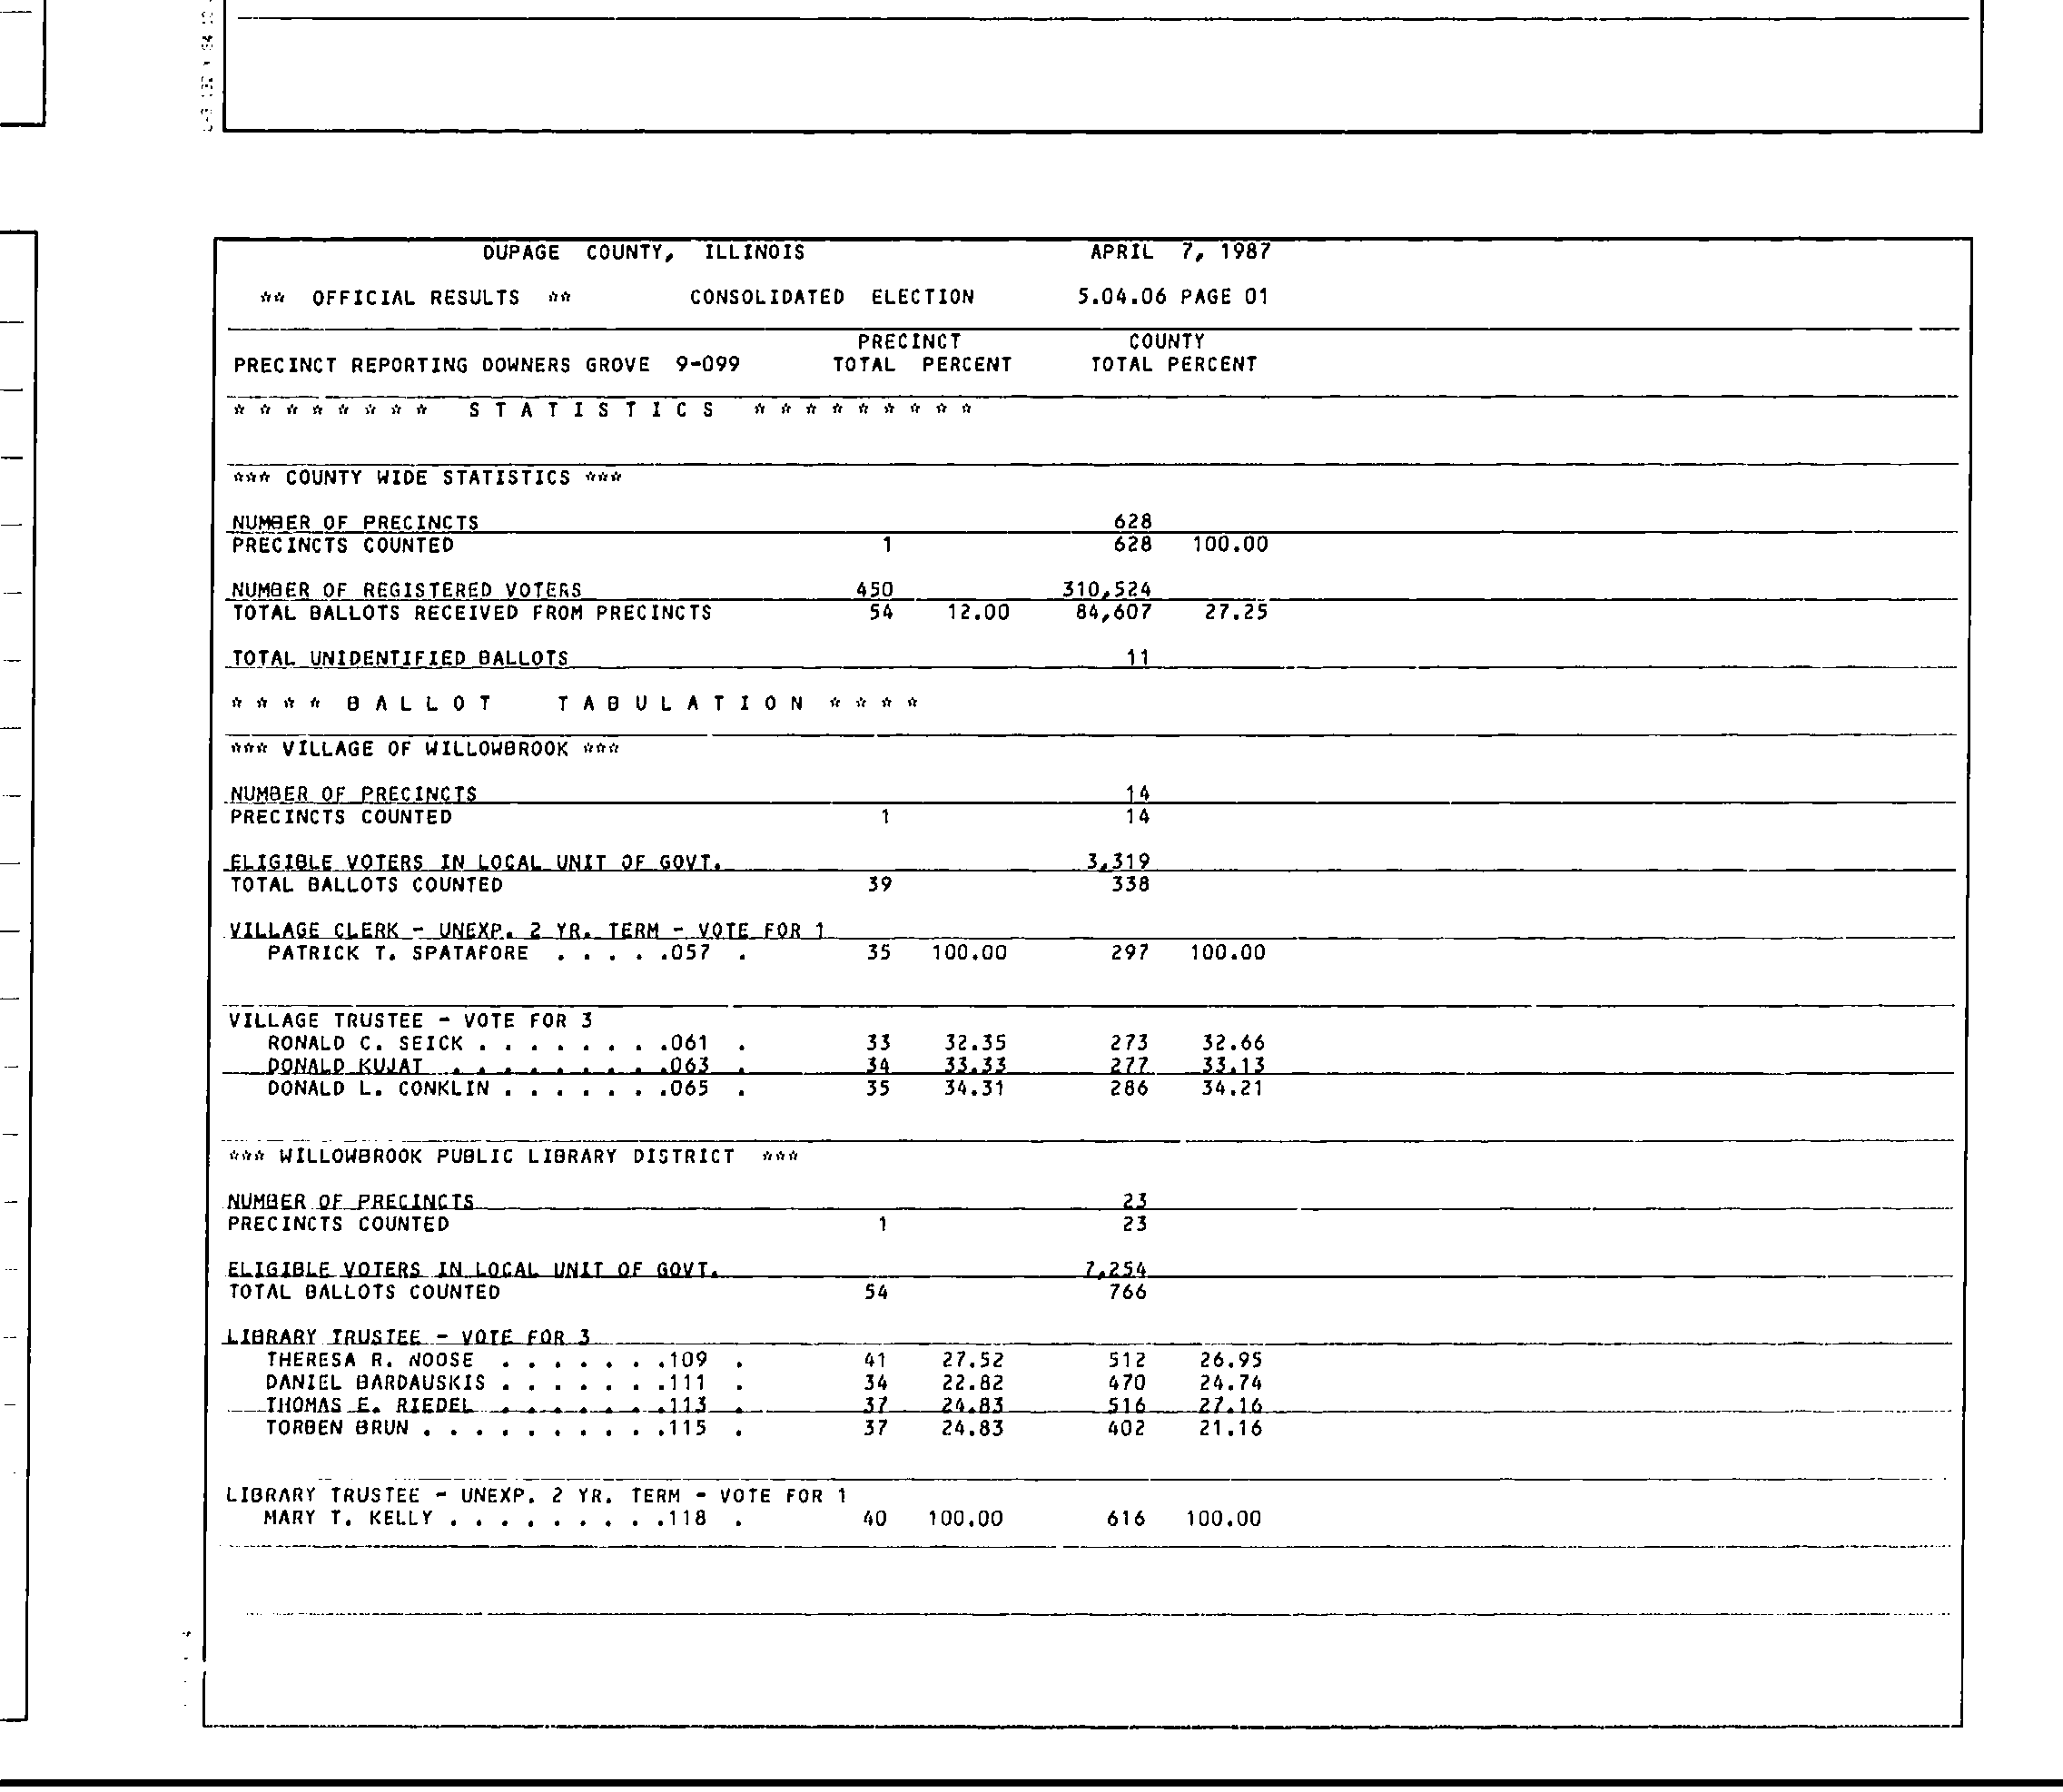 DUPAGE COUNTY, ILLINOIS APRIL 7, 1987
** OFFICIAL RESULTS ** CONSOLIDATED ELECTION 5.04.06 PAGE 01
PRECINCT COUNTY
PRECINCT REPORTING DOWNERS GROVE 9-099 TOTAL PERCENT TOTAL PERCENT
* * * * * * * * S T A T I S T I C S * * * * * * * * *
*** COUNTY WIDE STATISTICS ***
NUMBER OF PRECINCTS 628
PRECINCTS COUNTED 1 628 100.00
NUMBER OF REGISTERED VOTERS 450 310,524
TOTAL BALLOTS RECEIVED FROM PRECINCTS 54 12.00 84,607 27.25
TOTAL UNIDENTIFIED BALLOTS 11
* * * * B A L L O T T A B U L A T I O N * * * *
*** VILLAGE OF WILLOWBROOK ***
NUMBER OF PRECINCTS 14
PRECINCTS COUNTED 1 14
ELIGIBLE VOTERS IN LOCAL UNIT OF GOVT. 3,319
TOTAL BALLOTS COUNTED 39 338
VILLAGE CLERK - UNEXP. 2 YR. TERM - VOTE FOR 1
PATRICK T. SPATAFORE . . . . .057 . 35 100.00 297 100.00
VILLAGE TRUSTEE - VOTE FOR 3
RONALD C. SEICK . . . . . . . .061 . 33 32.35 273 32.66
DONALD KUJAT . . . . . . . . .063 . 34 33.33 277 33.13
DONALD L. CONKLIN . . . . . . .065 . 35 34.31 286 34.21
*** WILLOWBROOK PUBLIC LIBRARY DISTRICT ***
NUMBER OF PRECINCTS 23
PRECINCTS COUNTED 1 23
ELIGIBLE VOTERS IN LOCAL UNIT OF GOVT. 7,254
TOTAL BALLOTS COUNTED 54 766
LIBRARY TRUSTEE - VOTE FOR 3
THERESA R. NOOSE . . . . . . .109 . 41 27.52 512 26.95
DANIEL BARDAUSKIS . . . . . . .111 . 34 22.82 470 24.74
THOMAS E. RIEDEL . . . . . . .113 . 37 24.83 516 27.16
TORBEN BRUN . . . . . . . . . .115 . 37 24.83 402 21.16
LIBRARY TRUSTEE - UNEXP. 2 YR. TERM - VOTE FOR 1
MARY T. KELLY . . . . . . . . .118 . 40 100.00 616 100.00